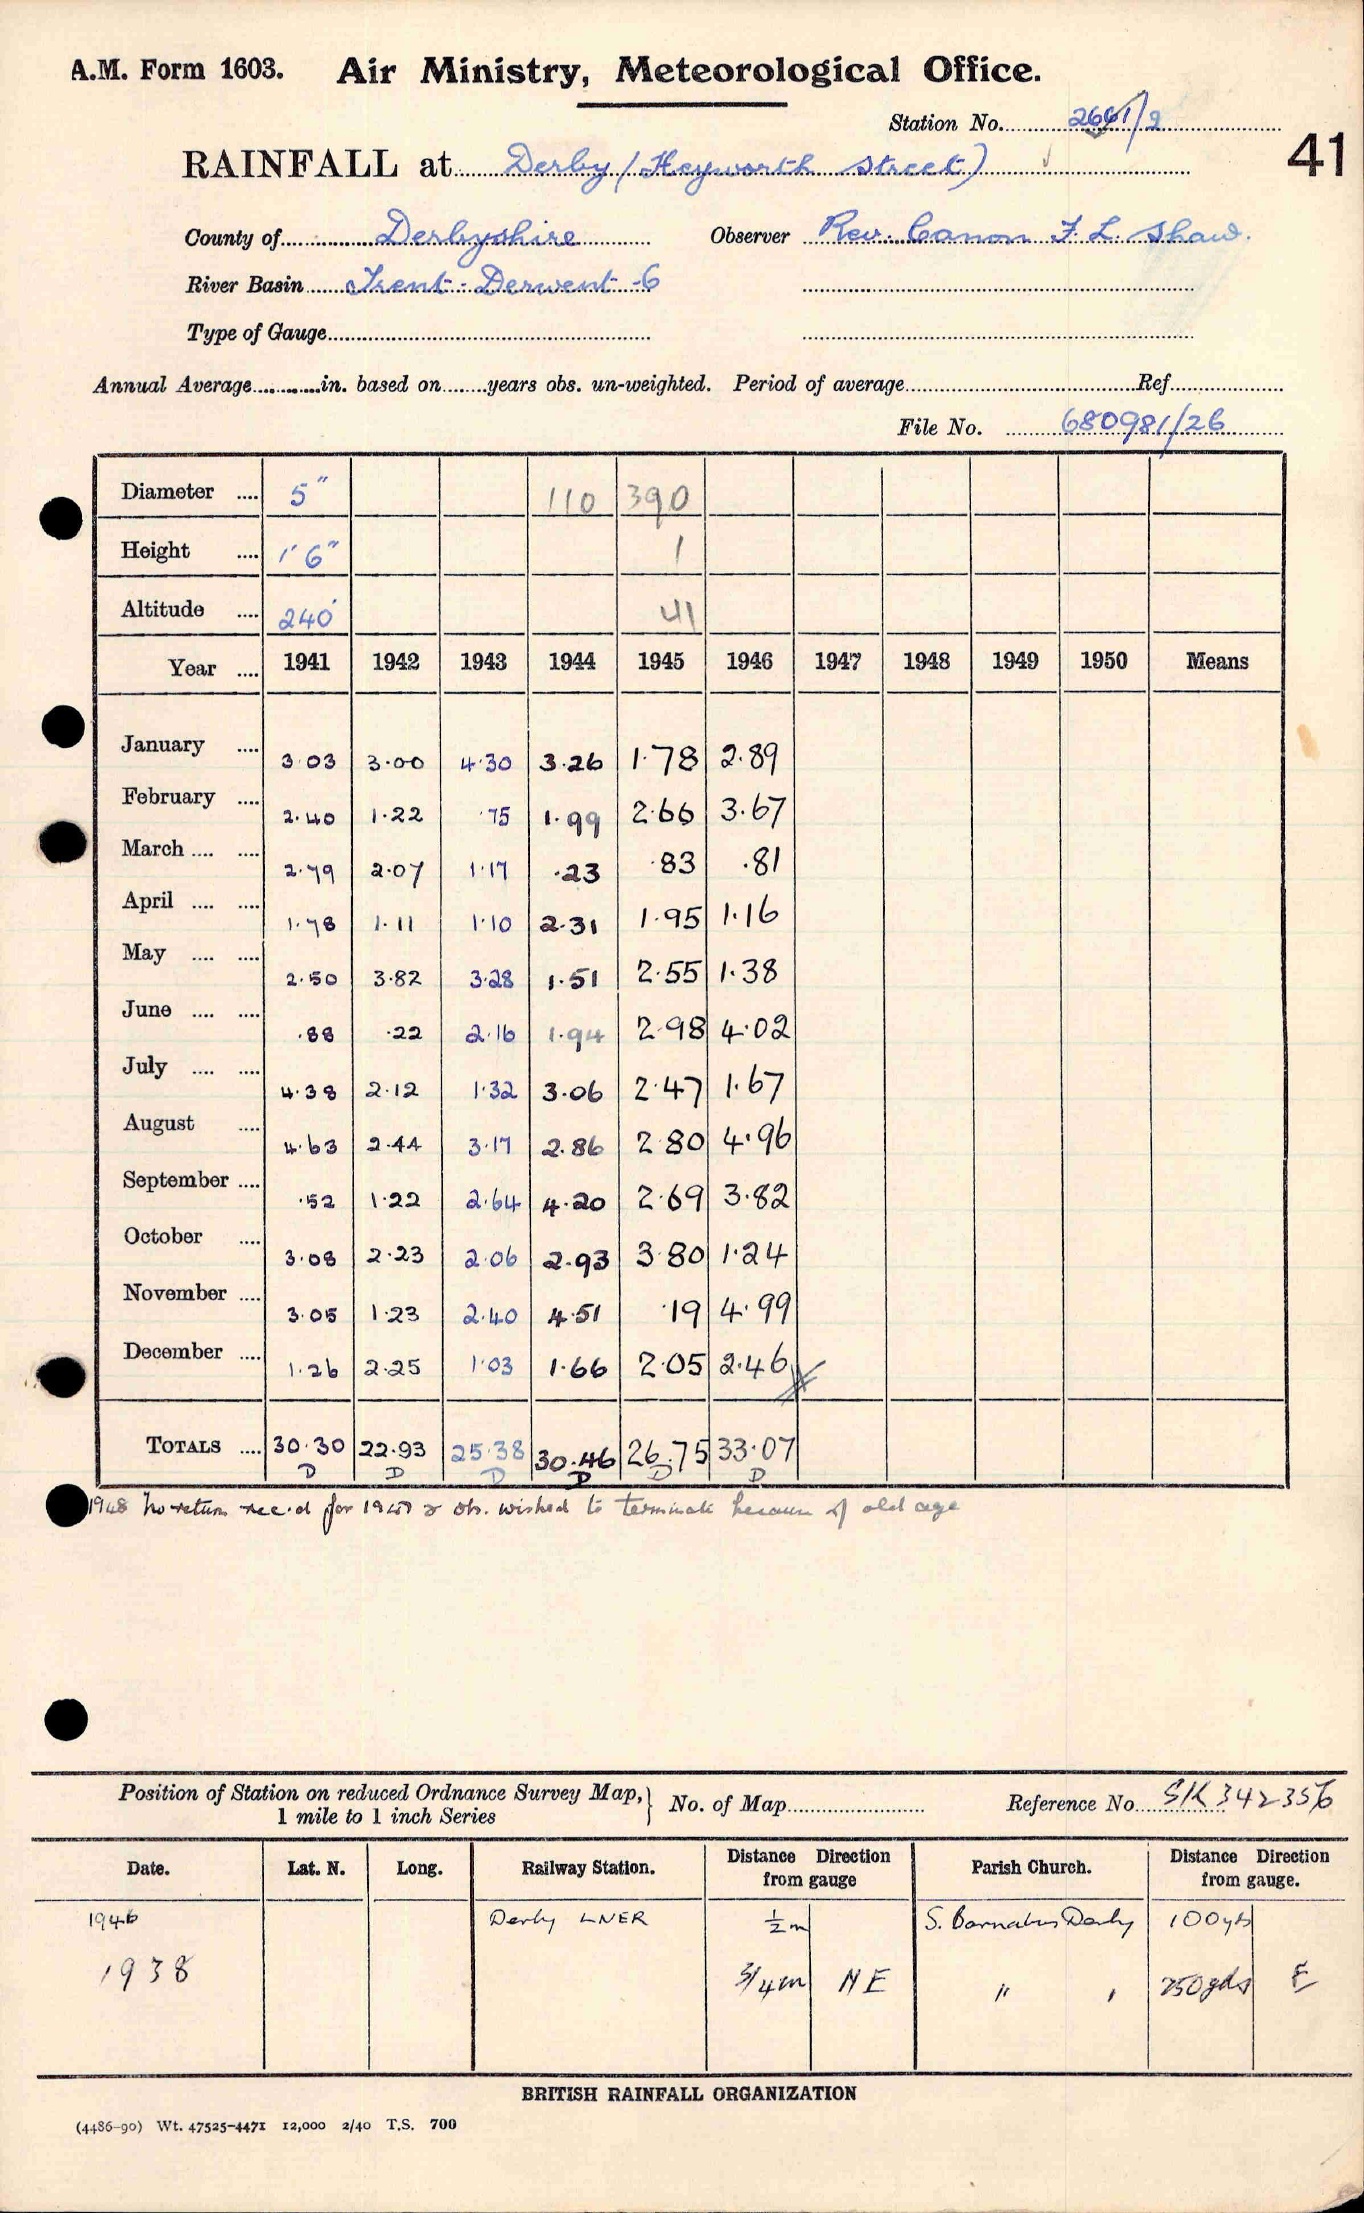 A.M. Form 1603. Air Ministry, Meteorological Office.
Station No. 2661/2
41
RAINFALL at Derby (Heyworth Street)
County of Derbyshire Observer Rev. Canon F. L. Shaw.
River Basin Trent - Derwent -6
Type of Gauge
Annual Average in. based on years obs. un-weighted. Period of average Ref
File No. 680981/26
Diameter .... 5" 110 390
Height .... 1' 6" 1
Altitude .... 240' 41
Year .... 1941 1942 1943 1944 1945 1946 1947 1948 1949 1950 Means
January .... 3.03 3.00 4.30 3.26 1.78 2.89
February .... 2.40 1.22 .75 1.99 2.66 3.67
March .... .... 2.79 2.07 1.17 .23 .83 .81
April .... .... 1.78 1.11 1.10 2.31 1.95 1.16
May .... .... 2.50 3.82 3.28 1.51 2.55 1.38
June .... .... .88 .22 2.16 1.94 2.98 4.02
July .... .... 4.38 2.12 1.32 3.06 2.47 1.67
August .... 4.63 2.44 3.17 2.86 2.80 4.96
September .... .52 1.22 2.64 4.20 2.69 3.82
October .... 3.08 2.23 2.06 2.93 3.80 1.24
November .... 3.05 1.23 2.40 4.51 .19 4.99
December .... 1.26 2.25 1.03 1.66 2.05 2.46
TOTALS .... 30.30 22.93 25.38 30.46 26.75 33.07
D D D D D D
1948 No return rec.d for 1947 & obs. wished to terminate because of old age
Position of Station on reduced Ordnance Survey Map, 1 mile to 1 inch Series } No. of Map Reference No. SK 342356
Date. Lat. N. Long. Railway Station. Distance Direction from gauge Parish Church. Distance Direction from gauge.
1946 Derby LNER ½ m S. Barnabas Derby 100 yds
1938 3/4 m NE " " 250 yds E
BRITISH RAINFALL ORGANIZATION
(4486-90) Wt. 47525-4471 12,000 2/40 T.S. 700